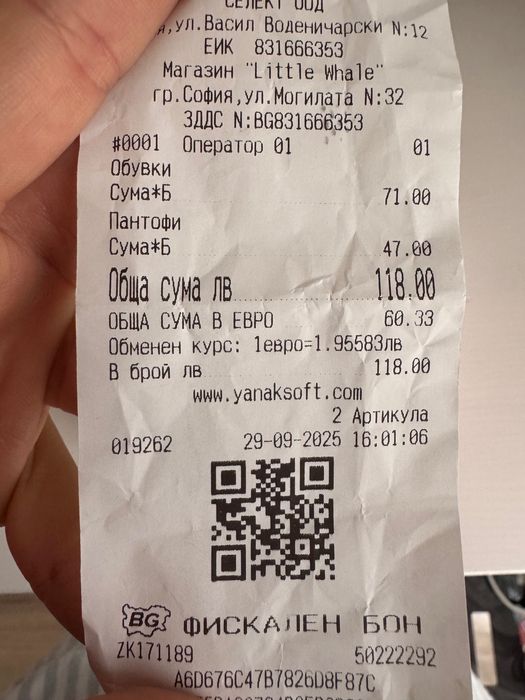 СЕЛЕКТ ООД
ул.Васил Воденичарски N:12
ЕИК 831666353
Магазин "Little Whale"
гр.София,ул.Могилата N:32
ЗДДС N:BG831666353
#0001 Оператор 01 01
Обувки
Сума*Б 71.00
Пантофи
Сума*Б 47.00
Обща сума лв 118.00
ОБЩА СУМА В ЕВРО 60.33
Обменен курс: 1евро=1.95583лв
В брой лв 118.00
www.yanaksoft.com
2 Артикула
019262 29-09-2025 16:01:06
BG ФИСКАЛЕН БОН
ZK171189 50222292
A6D676C47B7826D8F87C